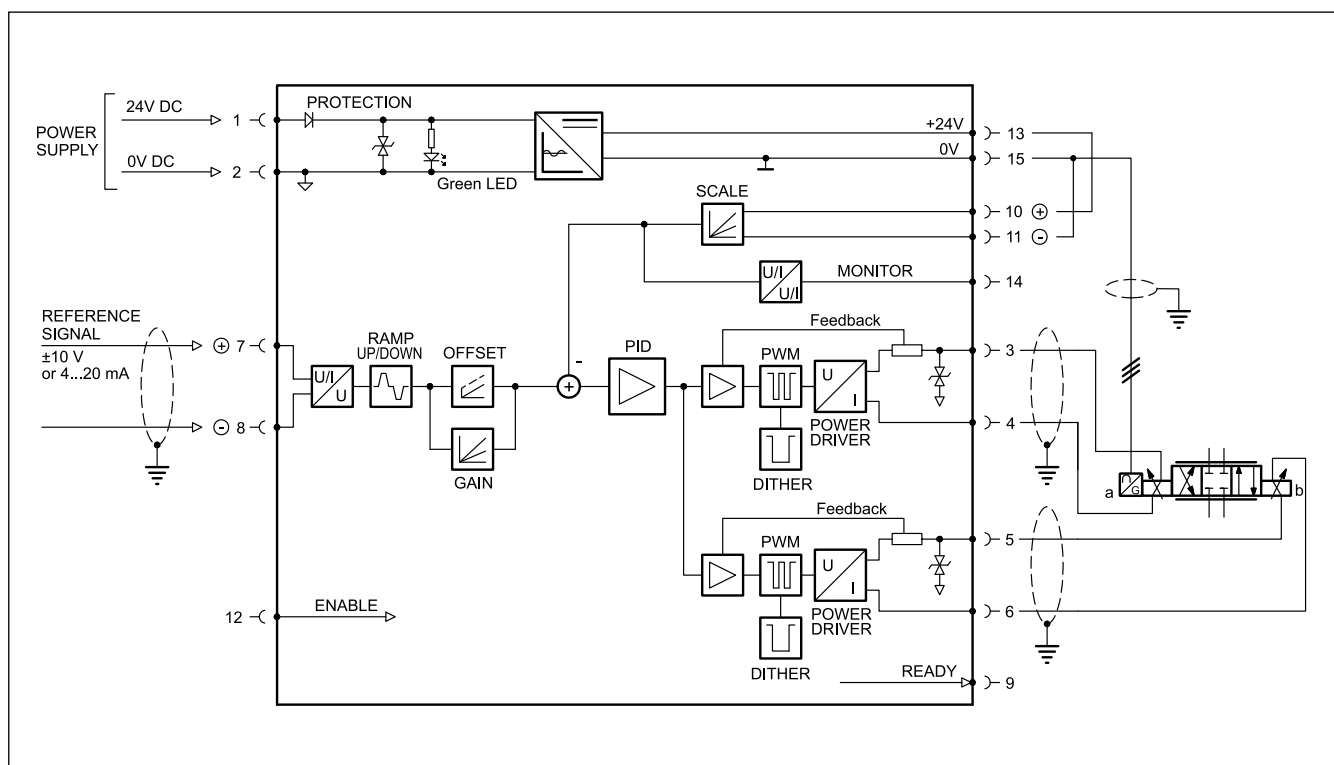 POWER
SUPPLY
24V DC
1
0V DC
2
PROTECTION
Green LED
+24V
13
0V
15
SCALE
10 +
11 -
U/I
U/I
MONITOR
14
REFERENCE
SIGNAL
±10 V
or 4...20 mA
+ 7
- 8
U/I
U
RAMP
UP/DOWN
OFFSET
GAIN
-
+
PID
Feedback
PWM
U
I
POWER
DRIVER
DITHER
3
4
a
G
b
Feedback
PWM
U
I
POWER
DRIVER
DITHER
5
6
12
ENABLE
READY
9